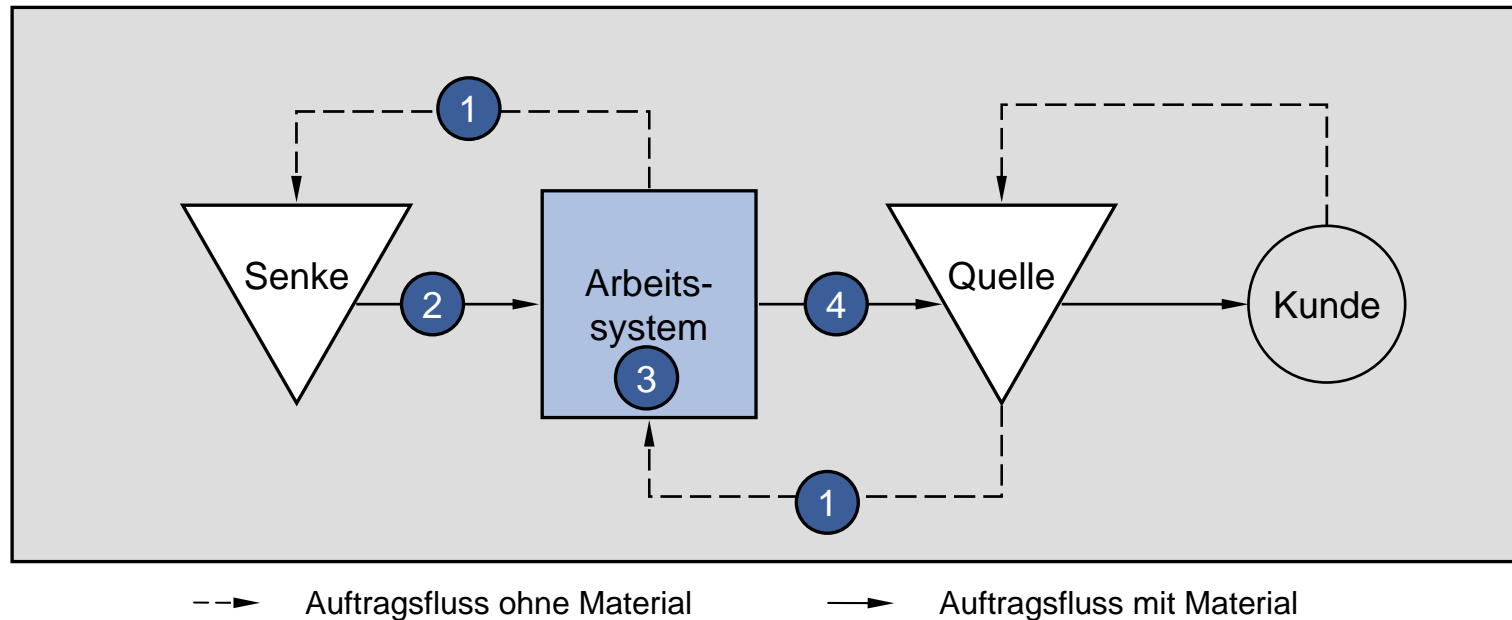 1
Senke
2
Arbeits-
system
3
4
Quelle
Kunde
1
Auftragsfluss ohne Material
Auftragsfluss mit Material